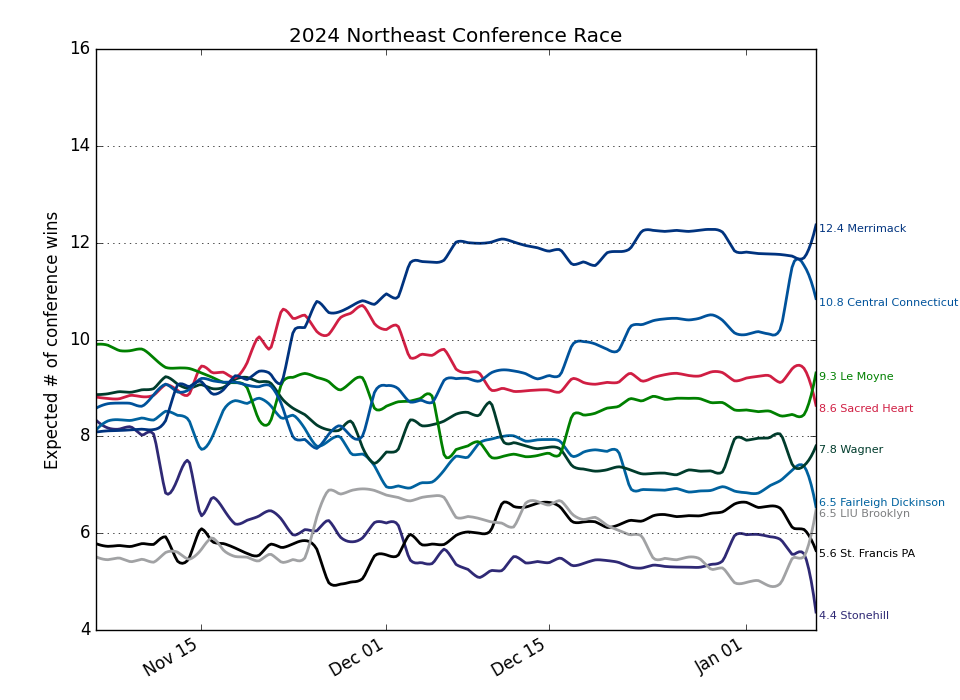 2024 Northeast Conference Race
Expected # of conference wins
16
14
12
10
8
6
4
Nov 15
Dec 01
Dec 15
Jan 01
12.4 Merrimack
10.8 Central Connecticut
9.3 Le Moyne
8.6 Sacred Heart
7.8 Wagner
6.5 Fairleigh Dickinson
6.5 LIU Brooklyn
5.6 St. Francis PA
4.4 Stonehill